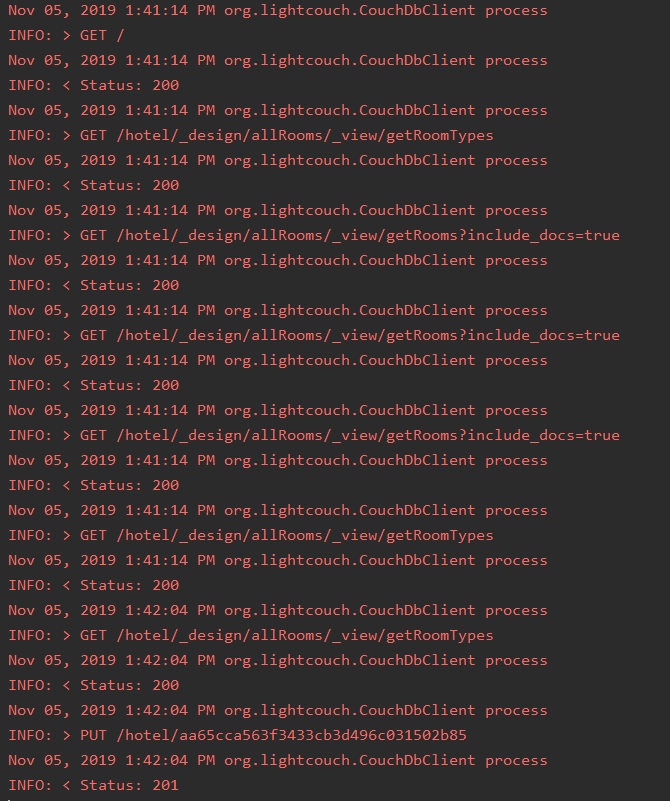 Nov 05, 2019 1:41:14 PM org.lightcouch.CouchDbClient process
INFO: > GET /
Nov 05, 2019 1:41:14 PM org.lightcouch.CouchDbClient process
INFO: < Status: 200
Nov 05, 2019 1:41:14 PM org.lightcouch.CouchDbClient process
INFO: > GET /hotel/_design/allRooms/_view/getRoomTypes
Nov 05, 2019 1:41:14 PM org.lightcouch.CouchDbClient process
INFO: < Status: 200
Nov 05, 2019 1:41:14 PM org.lightcouch.CouchDbClient process
INFO: > GET /hotel/_design/allRooms/_view/getRooms?include_docs=true
Nov 05, 2019 1:41:14 PM org.lightcouch.CouchDbClient process
INFO: < Status: 200
Nov 05, 2019 1:41:14 PM org.lightcouch.CouchDbClient process
INFO: > GET /hotel/_design/allRooms/_view/getRooms?include_docs=true
Nov 05, 2019 1:41:14 PM org.lightcouch.CouchDbClient process
INFO: < Status: 200
Nov 05, 2019 1:41:14 PM org.lightcouch.CouchDbClient process
INFO: > GET /hotel/_design/allRooms/_view/getRooms?include_docs=true
Nov 05, 2019 1:41:14 PM org.lightcouch.CouchDbClient process
INFO: < Status: 200
Nov 05, 2019 1:41:14 PM org.lightcouch.CouchDbClient process
INFO: > GET /hotel/_design/allRooms/_view/getRoomTypes
Nov 05, 2019 1:41:14 PM org.lightcouch.CouchDbClient process
INFO: < Status: 200
Nov 05, 2019 1:42:04 PM org.lightcouch.CouchDbClient process
INFO: > GET /hotel/_design/allRooms/_view/getRoomTypes
Nov 05, 2019 1:42:04 PM org.lightcouch.CouchDbClient process
INFO: < Status: 200
Nov 05, 2019 1:42:04 PM org.lightcouch.CouchDbClient process
INFO: > PUT /hotel/aa65cca563f3433cb3d496c031502b85
Nov 05, 2019 1:42:04 PM org.lightcouch.CouchDbClient process
INFO: < Status: 201